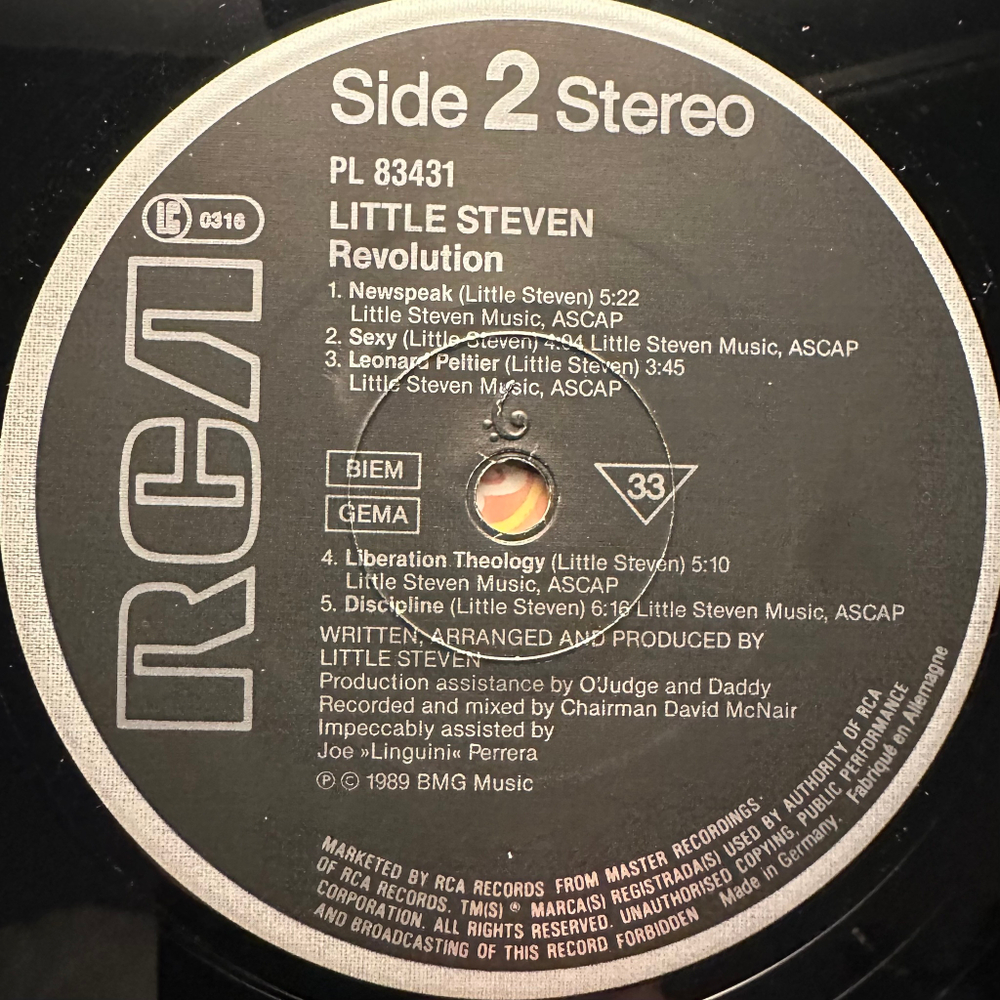 Side 2 Stereo
PL 83431
LC 0316
LITTLE STEVEN
Revolution
RCA
1. Newspeak (Little Steven) 5:22
Little Steven Music, ASCAP
2. Sexy (Little Steven) 4:04 Little Steven Music, ASCAP
3. Leonard Peltier (Little Steven) 3:45
Little Steven Music, ASCAP
BIEM
GEMA
33
4. Liberation Theology (Little Steven) 5:10
Little Steven Music, ASCAP
5. Discipline (Little Steven) 6:16 Little Steven Music, ASCAP
WRITTEN, ARRANGED AND PRODUCED BY
LITTLE STEVEN
Production assistance by O'Judge and Daddy
Recorded and mixed by Chairman David McNair
Impeccably assisted by
Joe »Linguini« Perrera
Ⓟ © 1989 BMG Music
MARKETED BY RCA RECORDS FROM MASTER RECORDINGS.
OF RCA RECORDS. TM(S) ® MARCA(S) REGISTRADA(S) USED BY AUTHORITY OF RCA
CORPORATION. ALL RIGHTS RESERVED. UNAUTHORISED COPYING, PUBLIC PERFORMANCE
AND BROADCASTING OF THIS RECORD FORBIDDEN Made in Germany. Fabriqué en Allemagne